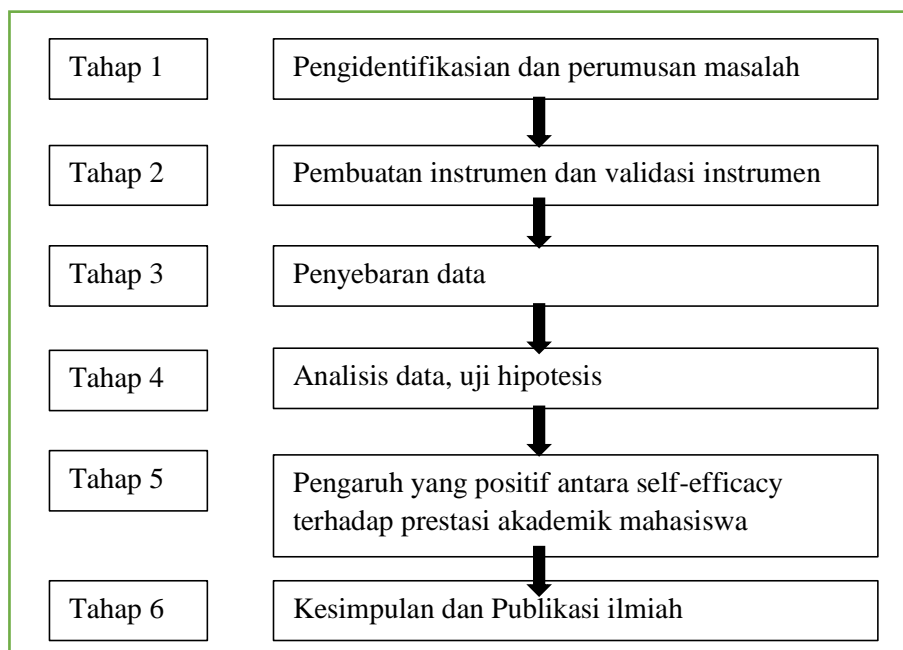 Tahap 1
Pengidentifikasian dan perumusan masalah
Tahap 2
Pembuatan instrumen dan validasi instrumen
Tahap 3
Penyebaran data
Tahap 4
Analisis data, uji hipotesis
Tahap 5
Pengaruh yang positif antara self-efficacy
terhadap prestasi akademik mahasiswa
Tahap 6
Kesimpulan dan Publikasi ilmiah